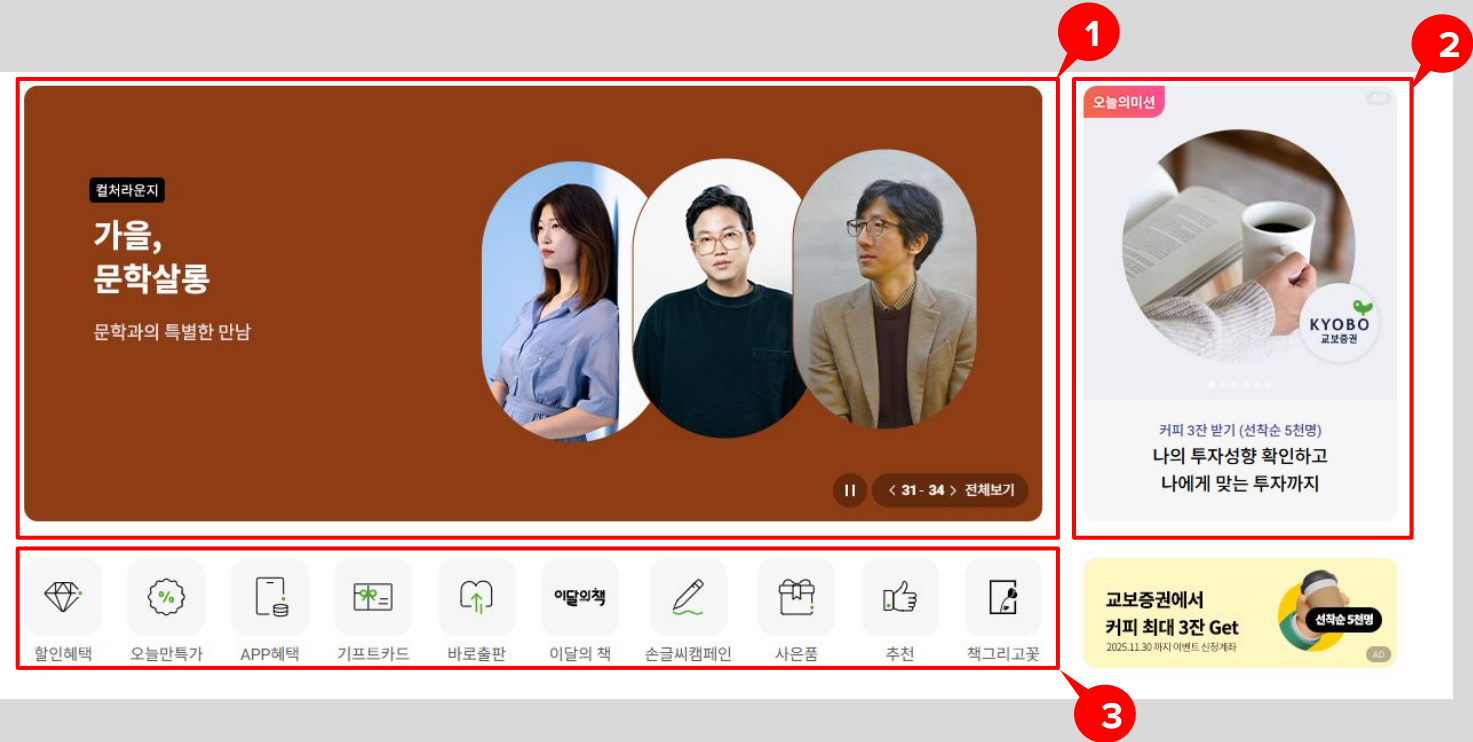 1
2
컬처라운지
가을,
문학살롱
문학과의 특별한 만남
< 31 - 34 > 전체보기
오늘의미션
AD
KYOBO
교보증권
커피 3잔 받기 (선착순 5천명)
나의 투자성향 확인하고
나에게 맞는 투자까지
%
이달의책
할인혜택 오늘만특가 APP혜택 기프트카드 바로출판 이달의 책 손글씨캠페인 사은품 추천 책그리고꽃
교보증권에서
커피 최대 3잔 Get
2025.11.30 까지 이벤트 신청계좌
선착순 5천명
AD
3